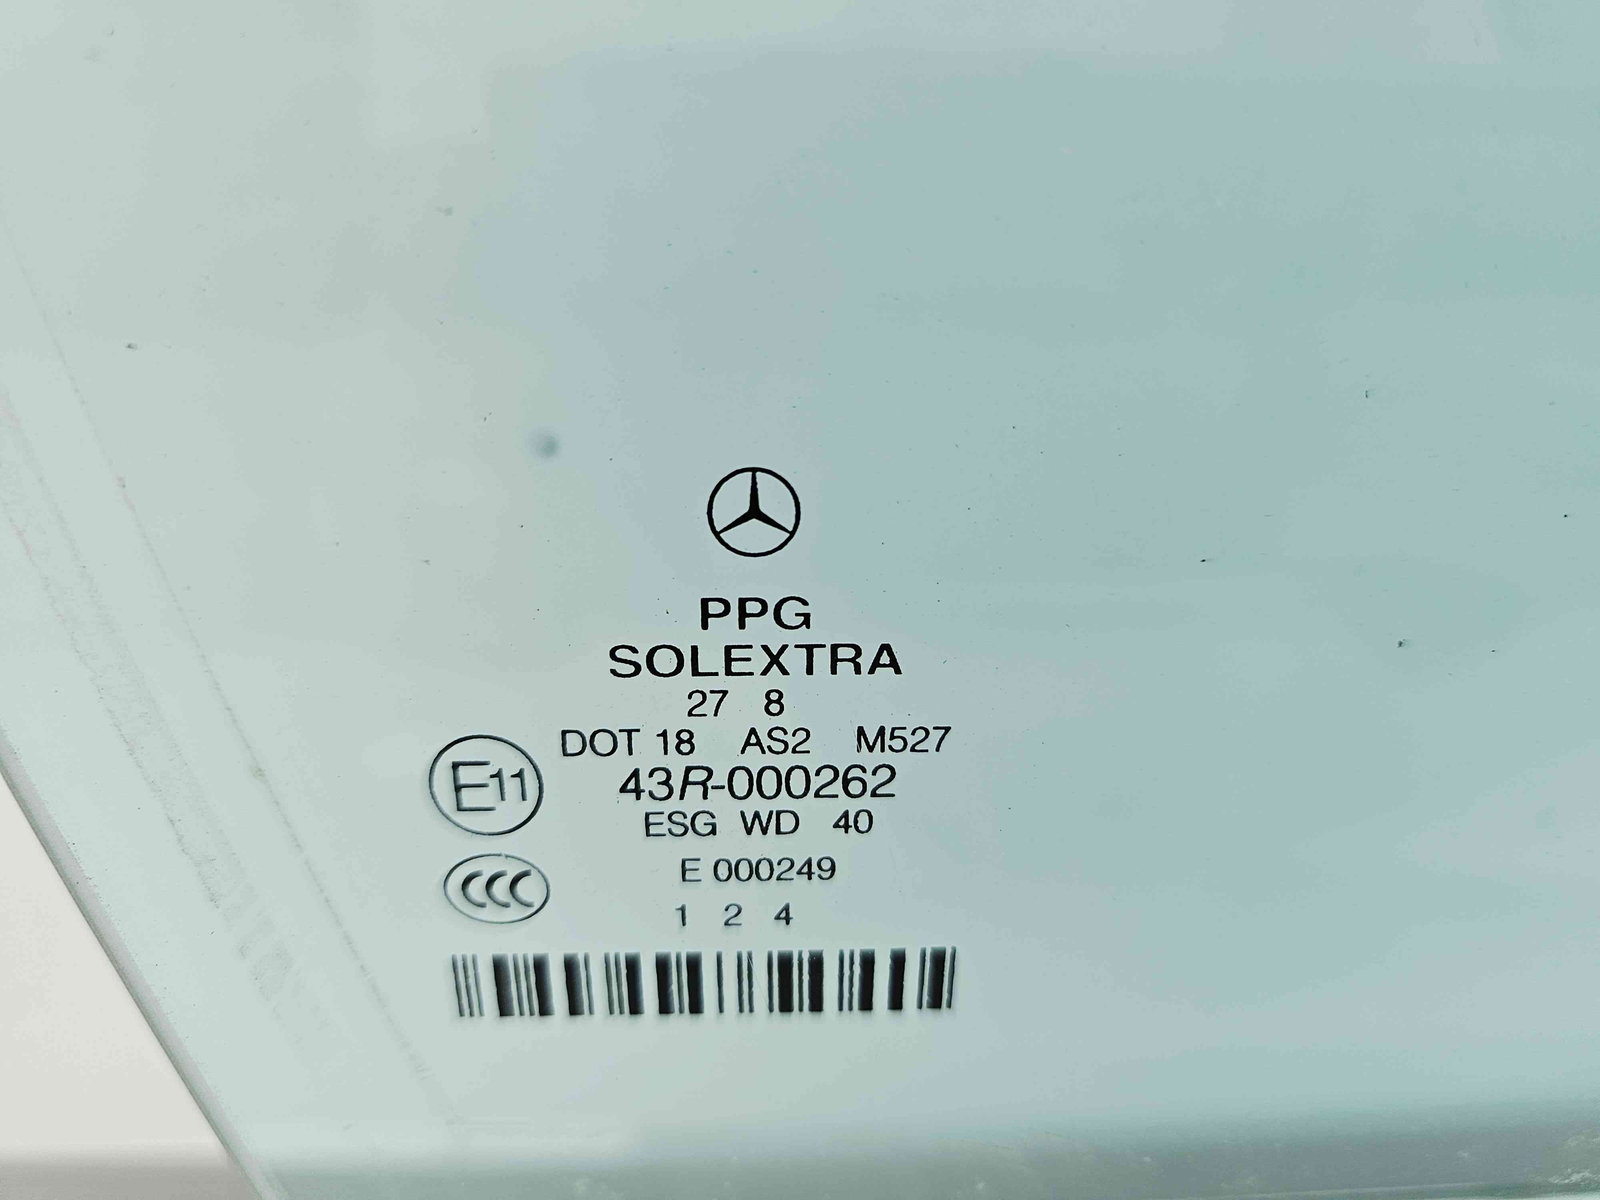 PPG
SOLEXTRA
27 8
DOT 18 AS2 M527
E11 43R-000262
ESG WD 40
CCC E 000249
1 2 4